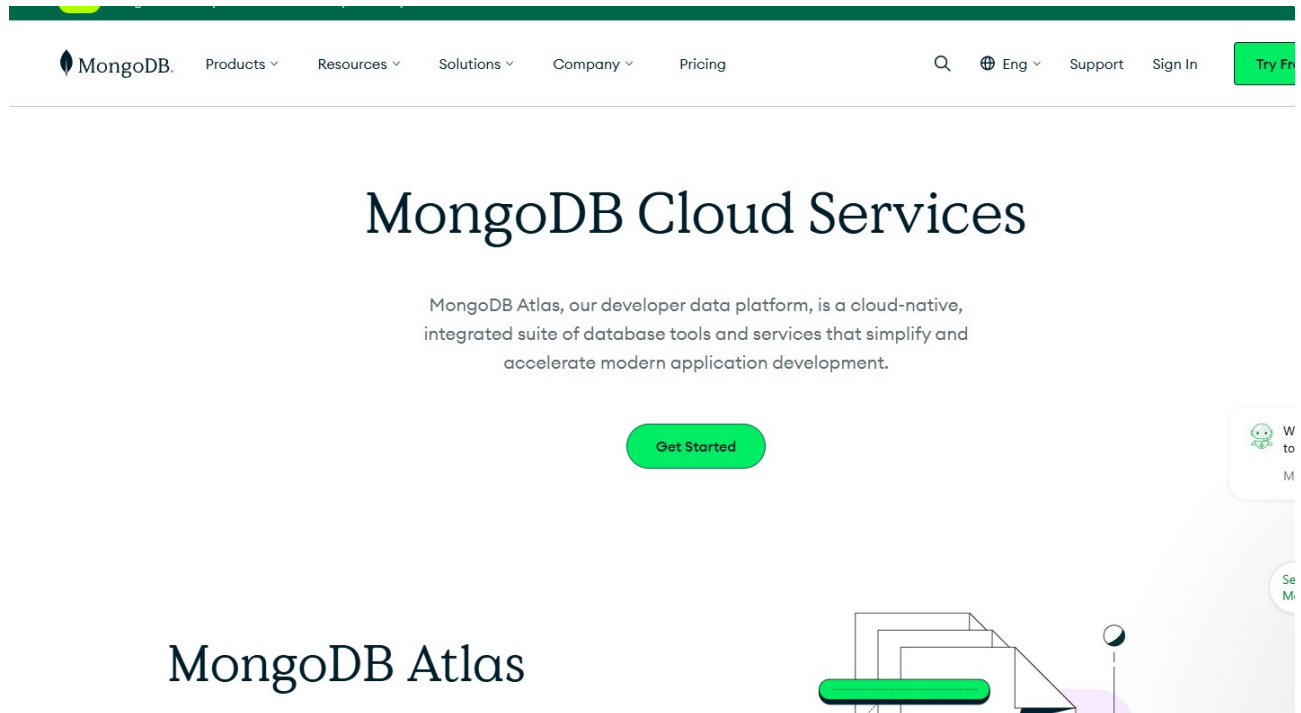 MongoDB.
Products
Resources
Solutions
Company
Pricing
Eng
Support
Sign In
Try
MongoDB Cloud Services
MongoDB Atlas, our developer data platform, is a cloud-native,
integrated suite of database tools and services that simplify and
accelerate modern application development.
Get Started
to
MongoDB Atlas